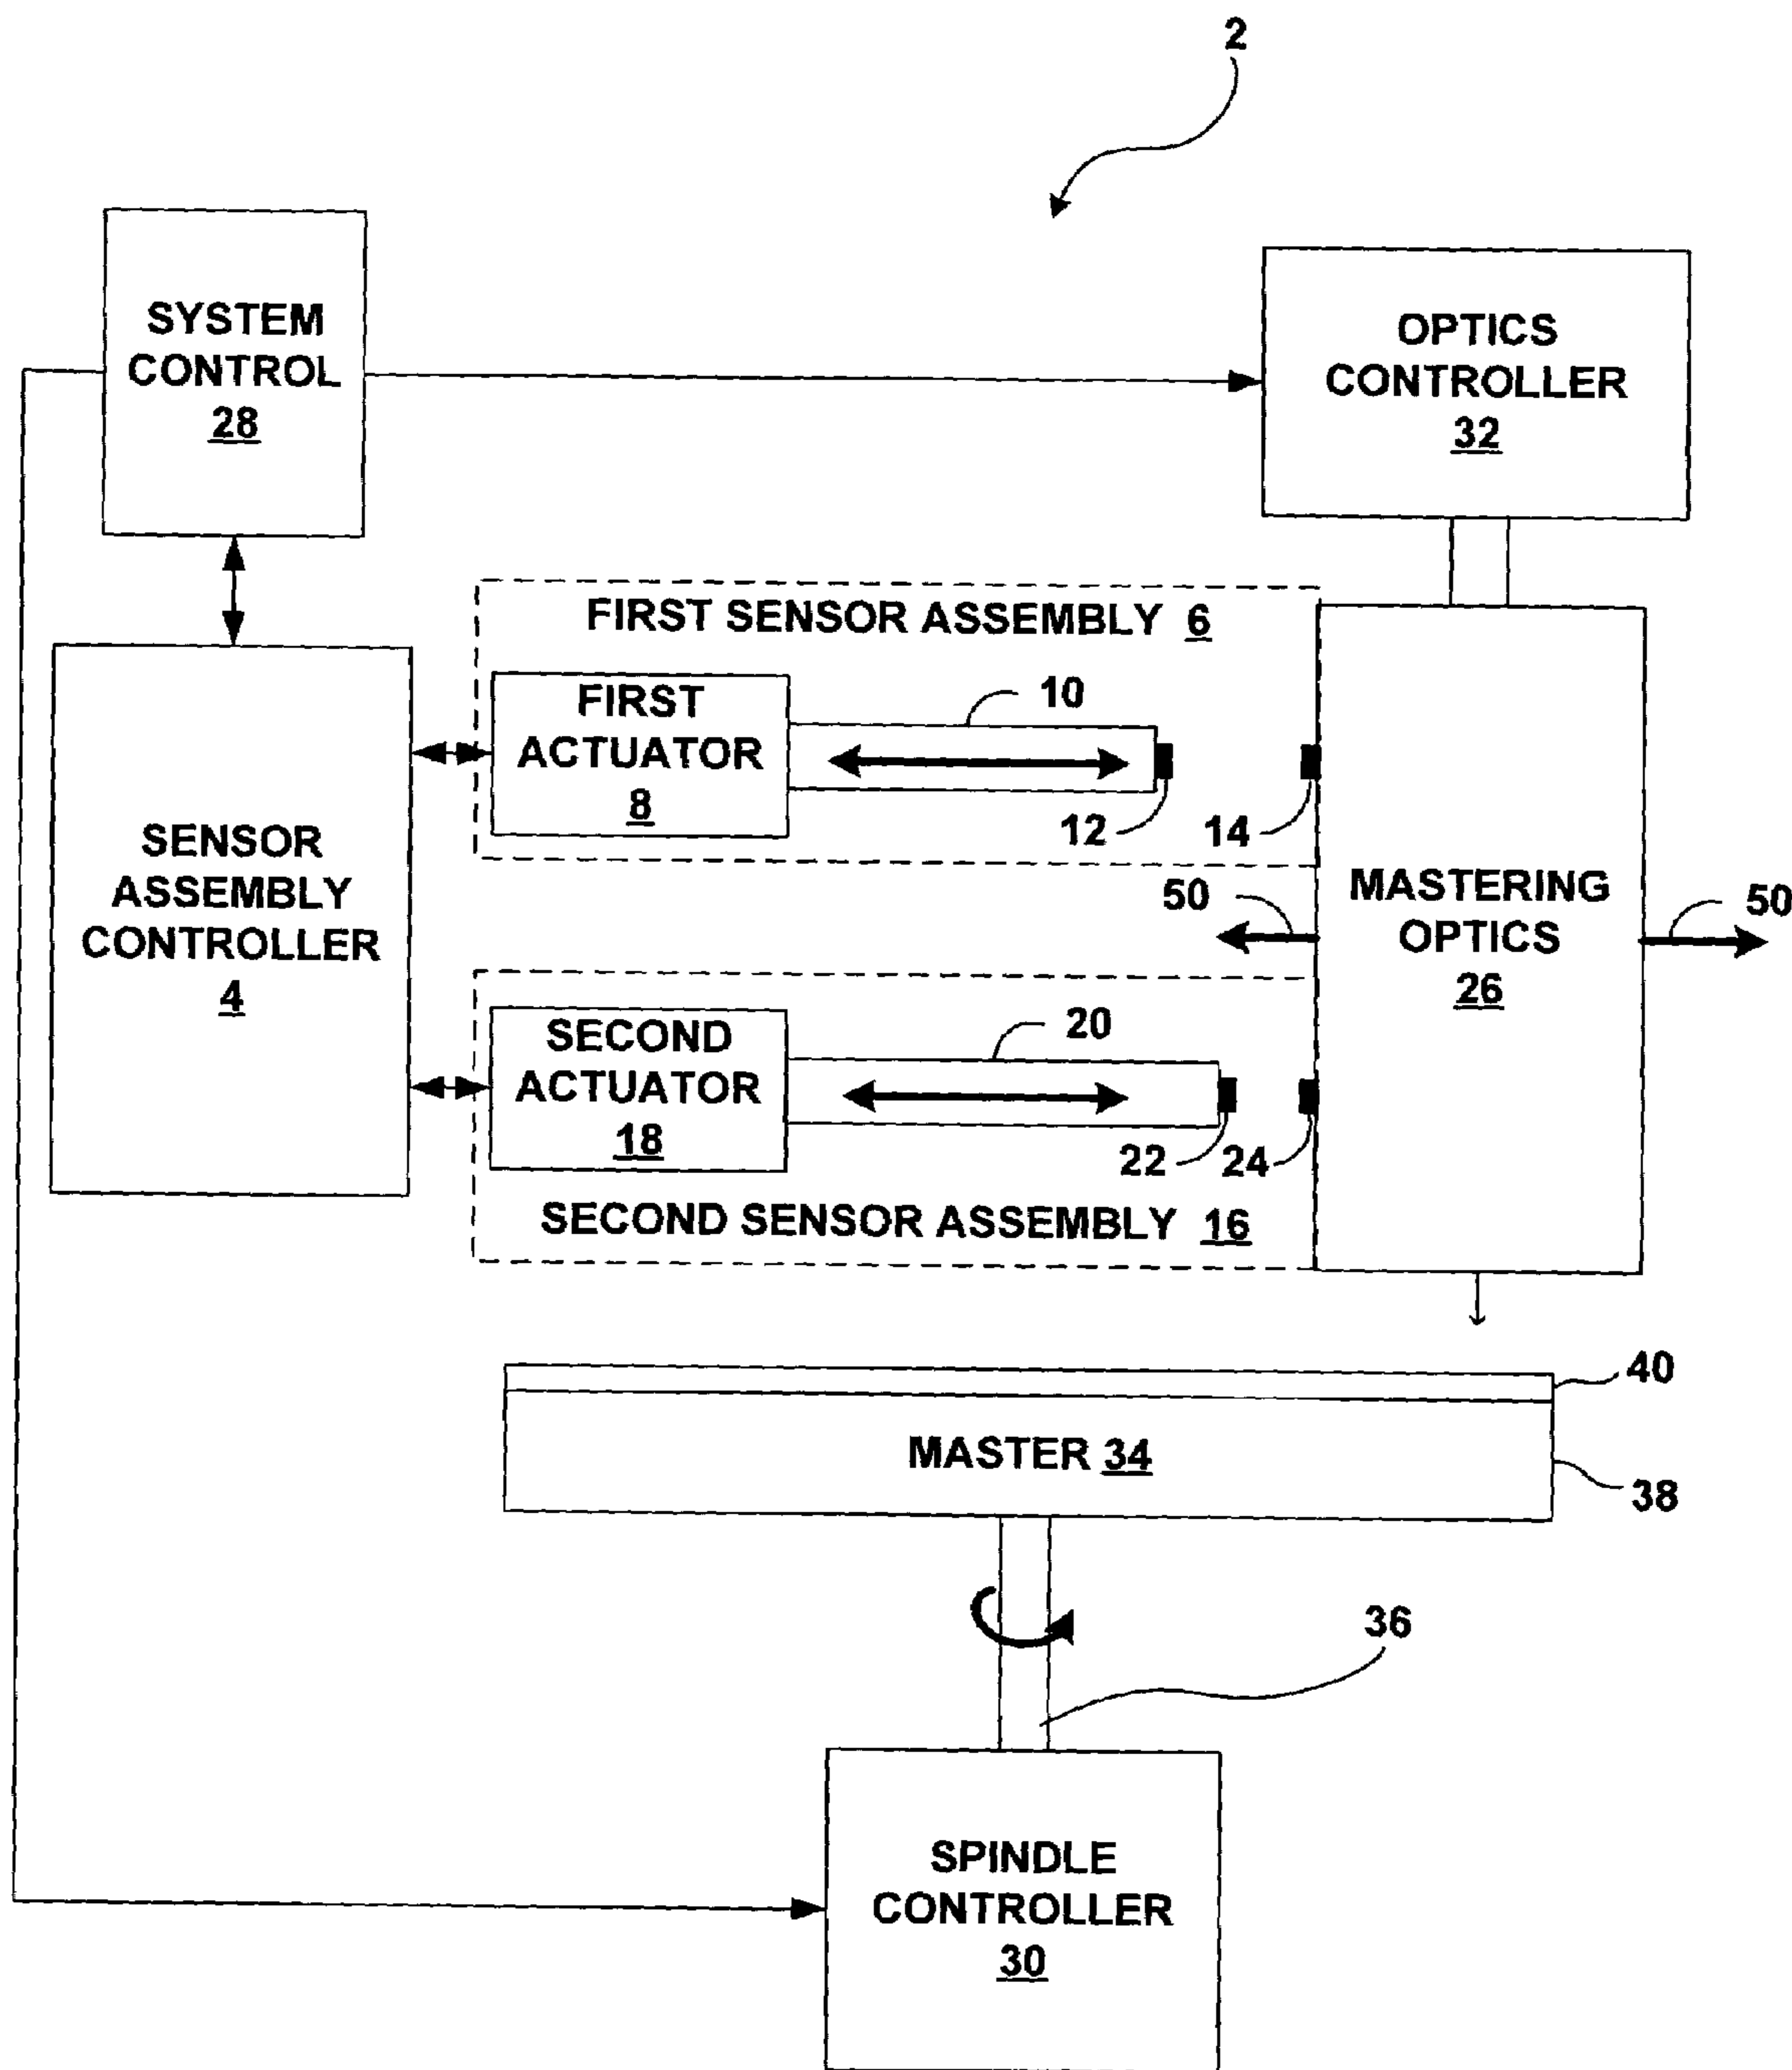 2
SYSTEM
CONTROL
28
OPTICS
CONTROLLER
32
FIRST SENSOR ASSEMBLY 6
FIRST
ACTUATOR
8
10
12
14
SENSOR
ASSEMBLY
CONTROLLER
4
50
MASTERING
OPTICS
26
50
SECOND
ACTUATOR
18
20
22
24
SECOND SENSOR ASSEMBLY 16
40
MASTER 34
38
36
SPINDLE
CONTROLLER
30